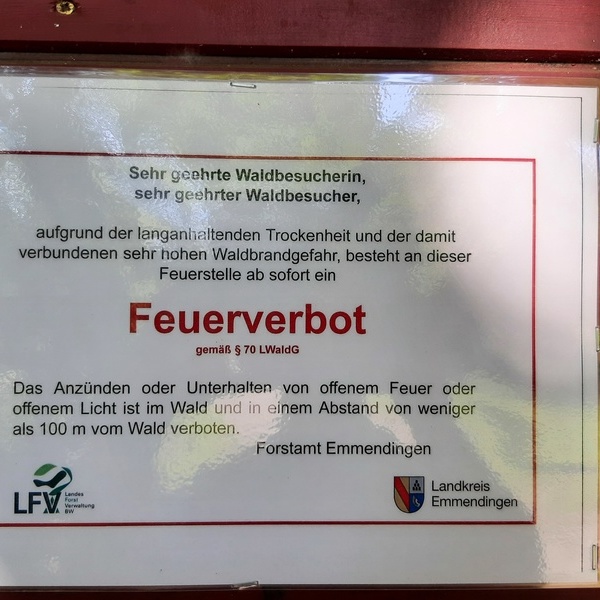 Sehr geehrte Waldbesucherin,
sehr geehrter Waldbesucher,
aufgrund der langanhaltenden Trockenheit und der damit
verbundenen sehr hohen Waldbrandgefahr, besteht an dieser
Feuerstelle ab sofort ein
Feuerverbot
gemäß § 70 LWaldG
Das Anzünden oder Unterhalten von offenem Feuer oder
offenem Licht ist im Wald und in einem Abstand von weniger
als 100 m vom Wald verboten.
Forstamt Emmendingen
LFV
Landes
Forst
Verwaltung
BW
Landkreis
Emmendingen